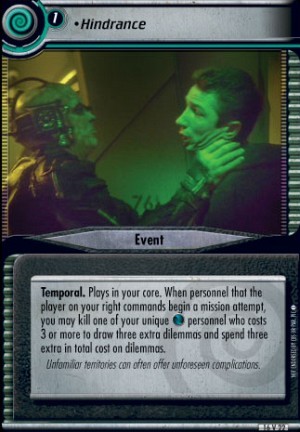 1
•Hindrance
Event
Temporal. Plays in your core. When personnel that the
player on your right commands begin a mission attempt,
you may kill one of your unique personnel who costs
3 or more to draw three extra dilemmas and spend three
extra in total cost on dilemmas.
Unfamiliar territories can often offer unforeseen complications.